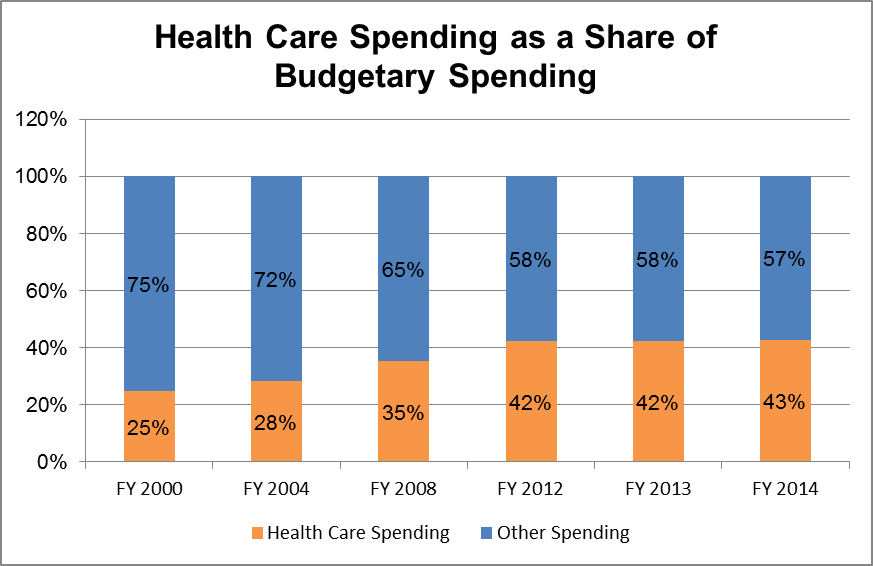 Health Care Spending as a Share of
Budgetary Spending
120%
100%
80%
60%
40%
20%
0%
75%
72%
65%
58%
58%
57%
25%
28%
35%
42%
42%
43%
FY 2000
FY 2004
FY 2008
FY 2012
FY 2013
FY 2014
Health Care Spending
Other Spending